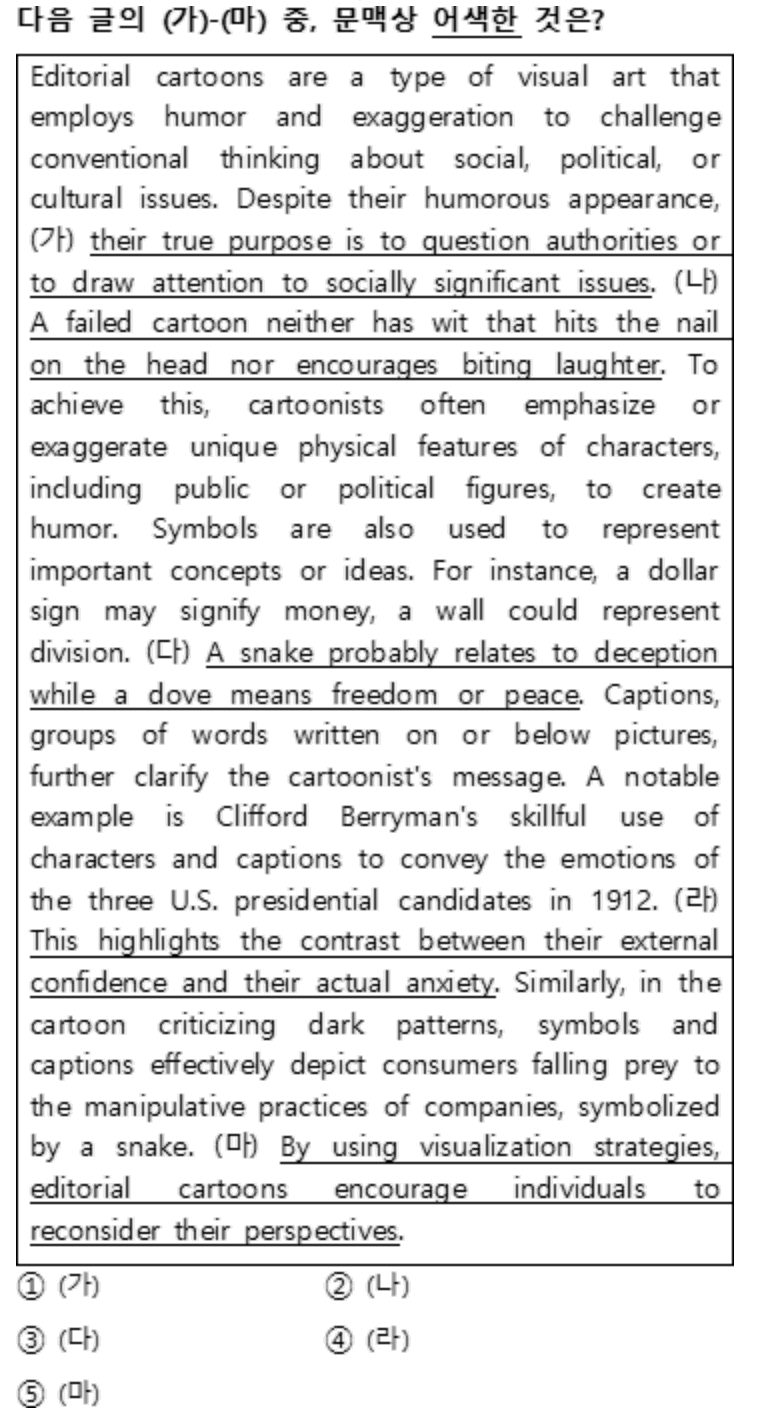 다음 글의 (가)-(마) 중, 문맥상 어색한 것은?
Editorial cartoons are a type of visual art that
employs humor and exaggeration to challenge
conventional thinking about social, political, or
cultural issues. Despite their humorous appearance,
(가) their true purpose is to question authorities or
to draw attention to socially significant issues. (나)
A failed cartoon neither has wit that hits the nail
on the head nor encourages biting laughter. To
achieve this, cartoonists often emphasize or
exaggerate unique physical features of characters,
including public or political figures, to create
humor. Symbols are also used to represent
important concepts or ideas. For instance, a dollar
sign may signify money, a wall could represent
division. (다) A snake probably relates to deception
while a dove means freedom or peace. Captions,
groups of words written on or below pictures,
further clarify the cartoonist's message. A notable
example is Clifford Berryman's skillful use of
characters and captions to convey the emotions of
the three U.S. presidential candidates in 1912. (라)
This highlights the contrast between their external
confidence and their actual anxiety. Similarly, in the
cartoon criticizing dark patterns, symbols and
captions effectively depict consumers falling prey to
the manipulative practices of companies, symbolized
by a snake. (마) By using visualization strategies,
editorial cartoons encourage individuals to
reconsider their perspectives.
① (가) ② (나)
③ (다) ④ (라)
⑤ (마)